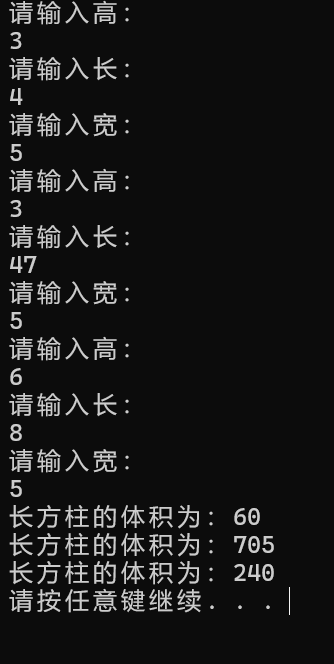 请输入高:
3
请输入长:
4
请输入宽:
5
请输入高:
3
请输入长:
47
请输入宽:
5
请输入高:
6
请输入长:
8
请输入宽:
5
长方柱的体积为: 60
长方柱的体积为: 705
长方柱的体积为: 240
请按任意键继续. . .